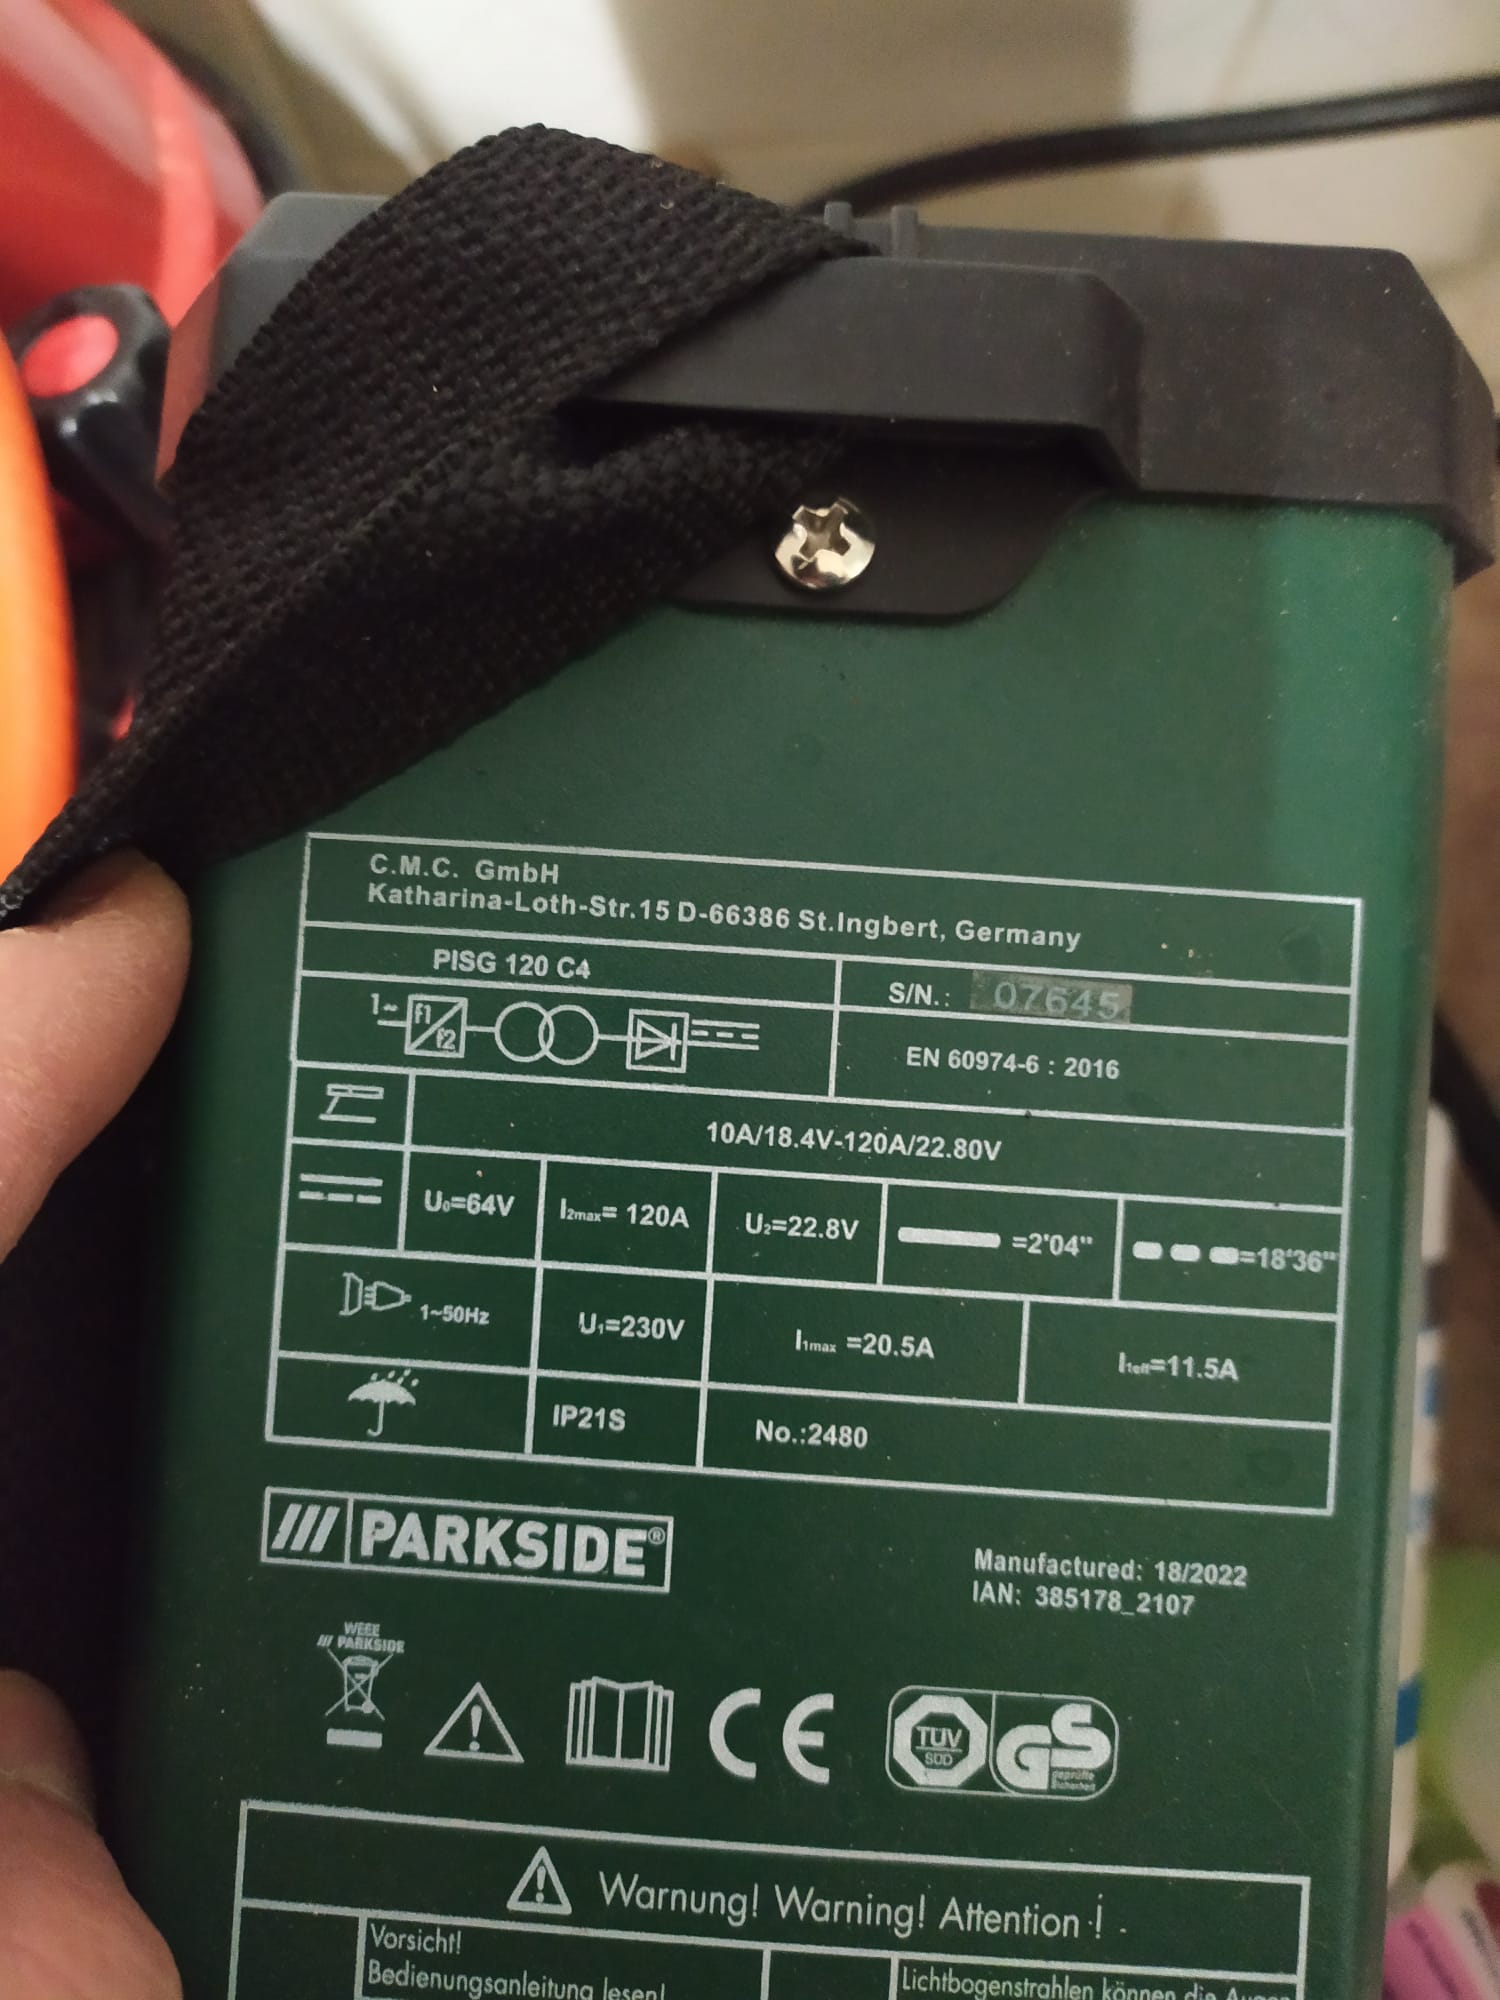 C.M.C. GmbH
Katharina-Loth-Str.15 D-66386 St.Ingbert, Germany
PISG 120 C4
S/N.: 07645
1~ f1 f2
EN 60974-6 : 2016
10A/18.4V-120A/22.80V
U₀=64V I2max= 120A U₂=22.8V =2'04" =18'36"
1~50Hz U₁=230V I1max =20.5A I1eff=11.5A
IP21S No.:2480
/// PARKSIDE®
Manufactured: 18/2022
IAN: 385178_2107
WEEE
/// PARKSIDE
CE
TÜV
SÜD
GS
geprüfte
Sicherheit
Warnung! Warning! Attention !
Vorsicht!
Bedienungsanleitung lesen!
Lichtbogenstrahlen können die Augen